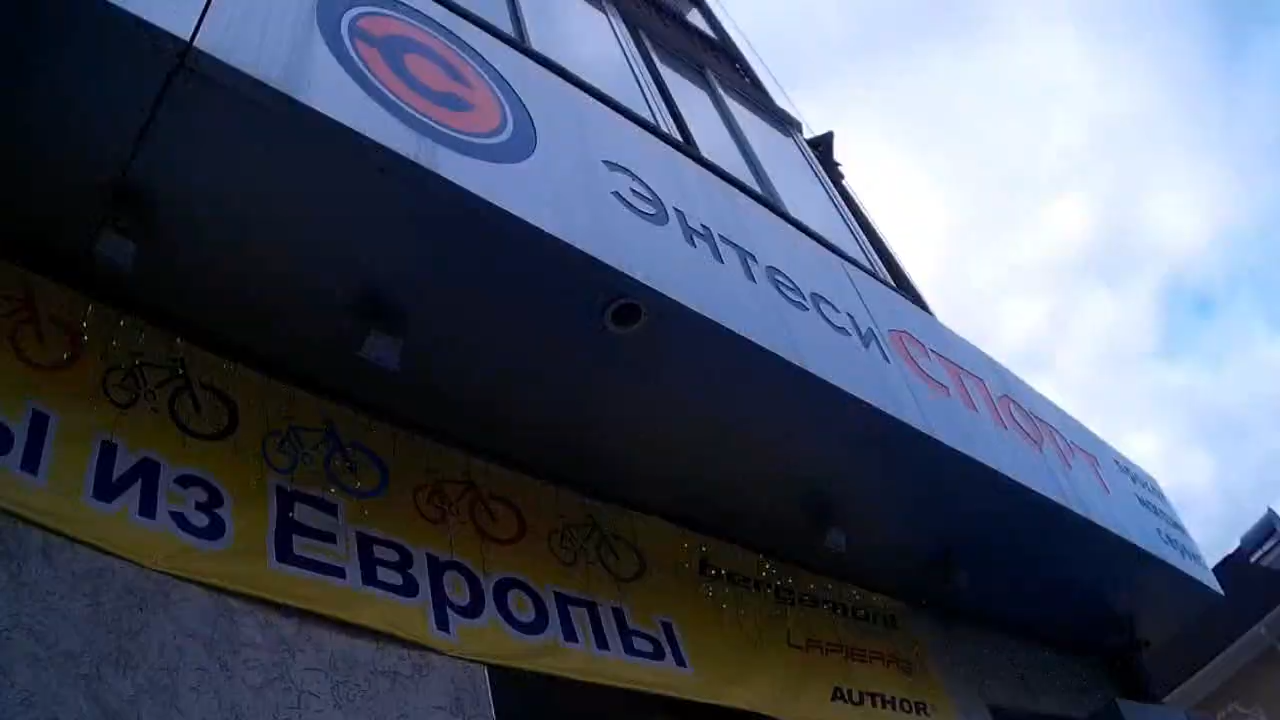 ЭНТеси спорт
из Европы
bergamont
LAPIERRE
AUTHOR